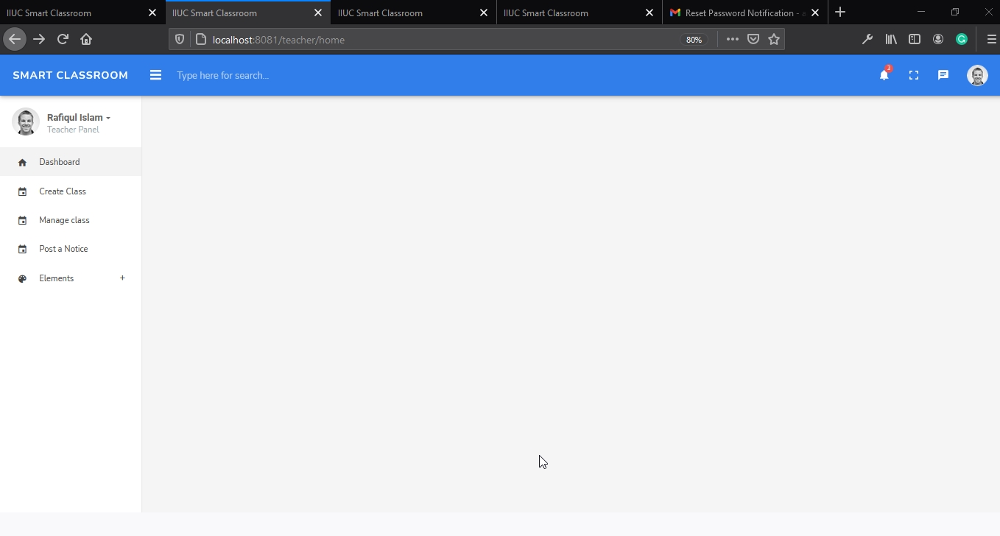 IIUC Smart Classroom
IIUC Smart Classroom
IIUC Smart Classroom
IIUC Smart Classroom
Reset Password Notification -
localhost:8081/teacher/home
80%
SMART CLASSROOM
Type here for search...
3
Rafiqul Islam
Teacher Panel
Dashboard
Create Class
Manage class
Post a Notice
Elements +